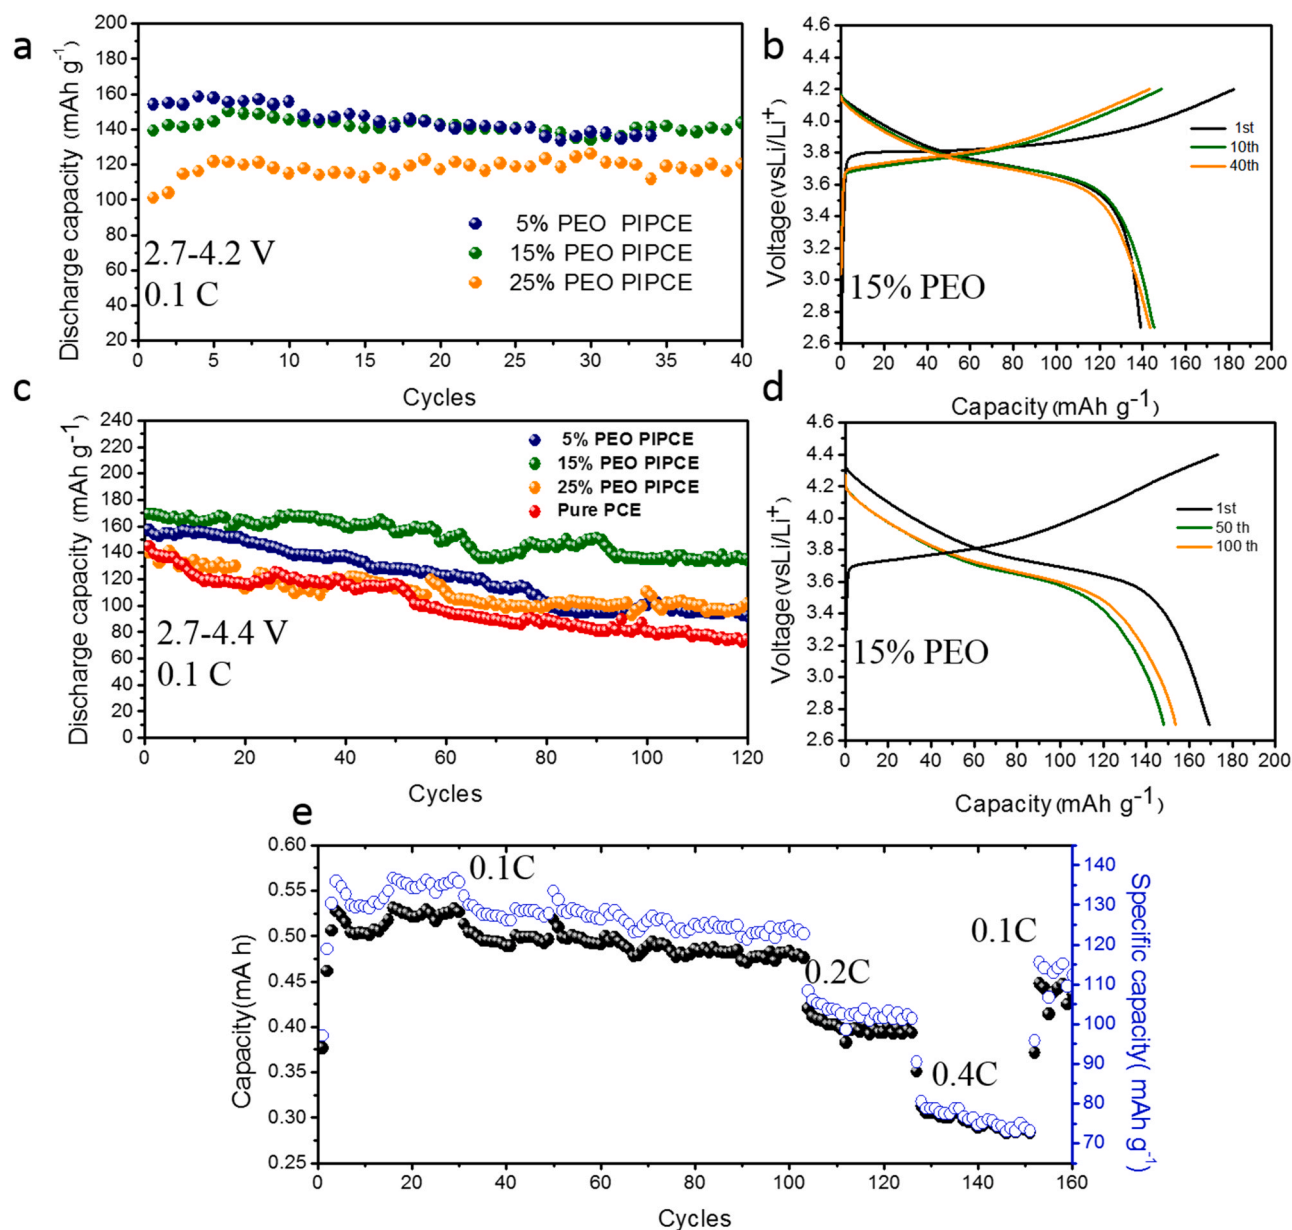 a
Discharge capacity (mAh g-1)
200
180
160
140
120
100
80
60
40
20
0
5
10
15
20
25
30
35
40
Cycles
5% PEO PIPCE
15% PEO PIPCE
25% PEO PIPCE
2.7-4.2 V
0.1 C
b
Voltage(vsLi/Li+)
4.8
4.6
4.4
4.2
4.0
3.8
3.6
3.4
3.2
3.0
2.8
2.6
0
20
40
60
80
100
120
140
160
180
200
Capacity(mAh g-1)
1st
10th
40th
15% PEO
c
Discharge capacity (mAh g-1)
240
220
200
180
160
140
120
100
80
60
40
20
0
0
20
40
60
80
100
120
Cycles
5% PEO PIPCE
15% PEO PIPCE
25% PEO PIPCE
Pure PCE
2.7-4.4 V
0.1 C
d
Voltage(vsLi/Li+)
4.6
4.4
4.2
4.0
3.8
3.6
3.4
3.2
3.0
2.8
2.6
0
20
40
60
80
100
120
140
160
180
200
Capacity(mAh g-1)
1st
50 th
100 th
15% PEO
e
Capacity(mA h)
0.60
0.55
0.50
0.45
0.40
0.35
0.30
0.25
0
20
40
60
80
100
120
140
160
Cycles
0.1C
0.2C
0.4C
0.1C
140
130
120
110
100
90
80
70
Specific capacity( mAh g-1)